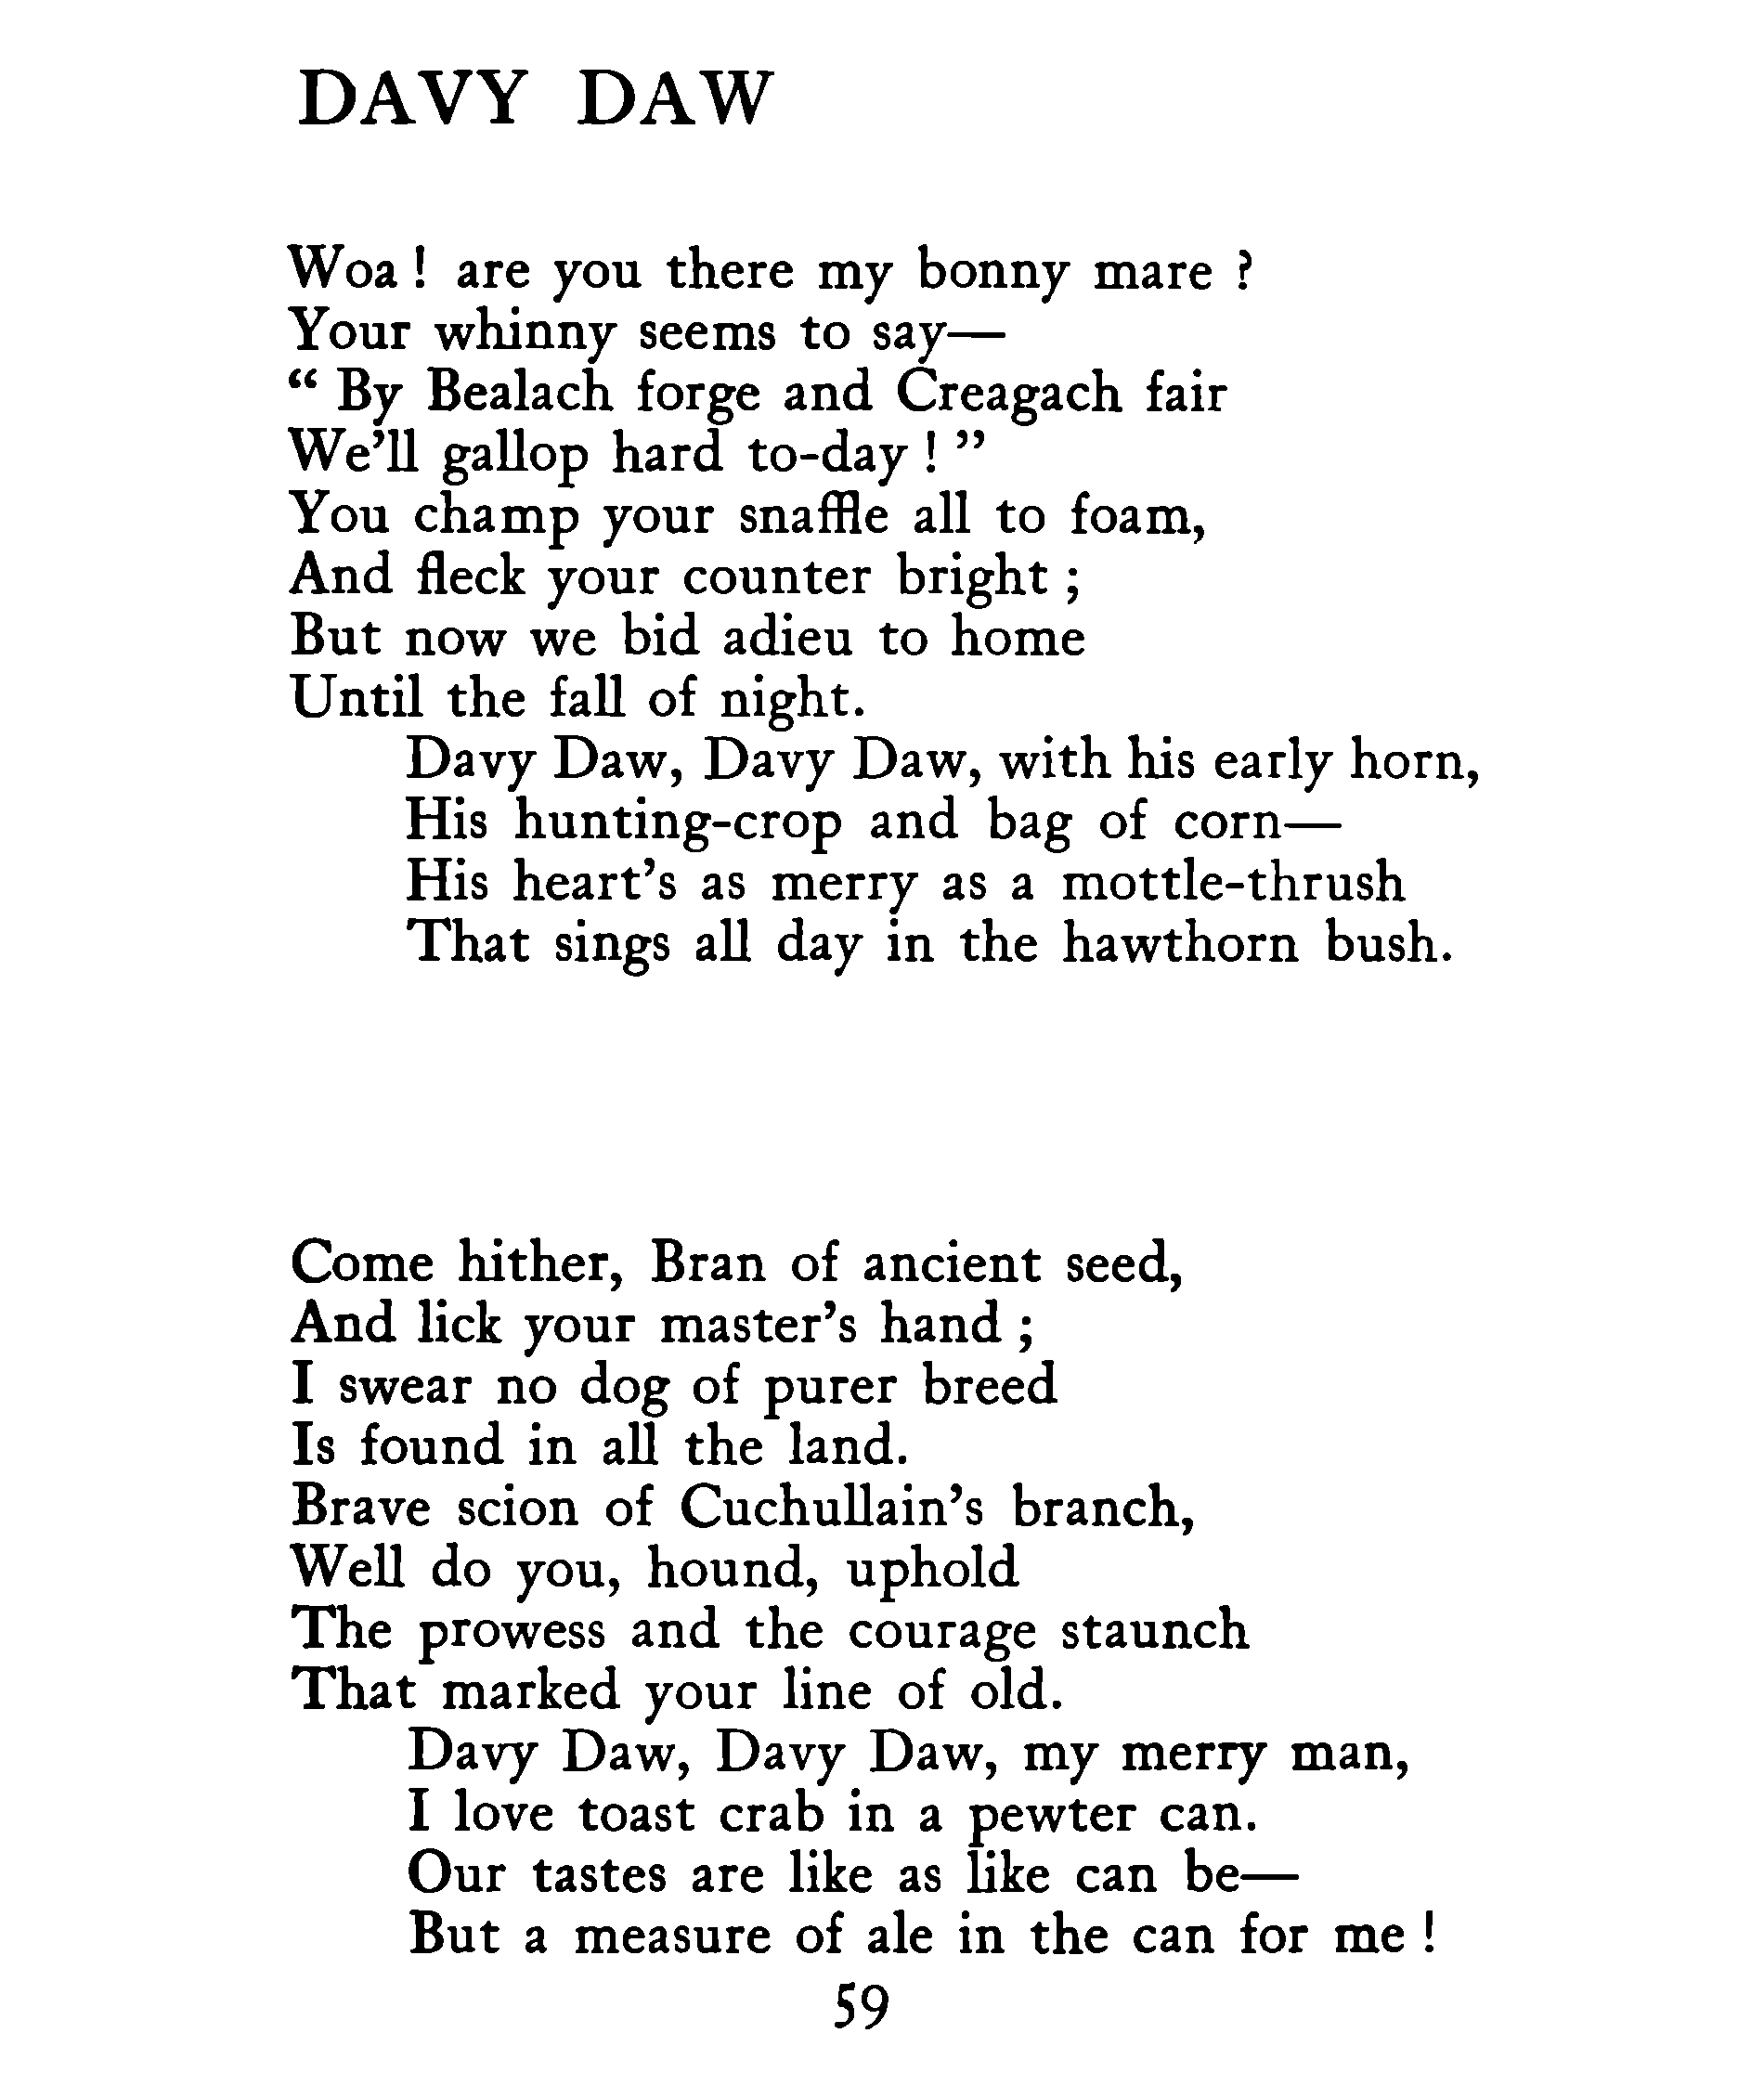 DAVY DAW
Woa ! are you there my bonny mare ?
Your whinny seems to say—
“ By Bealach forge and Creagach fair
We’ll gallop hard to-day ! ”
You champ your snaffle all to foam,
And fleck your counter bright ;
But now we bid adieu to home
Until the fall of night.
Davy Daw, Davy Daw, with his early horn,
His hunting-crop and bag of corn—
His heart’s as merry as a mottle-thrush
That sings all day in the hawthorn bush.
Come hither, Bran of ancient seed,
And lick your master’s hand ;
I swear no dog of purer breed
Is found in all the land.
Brave scion of Cuchullain’s branch,
Well do you, hound, uphold
The prowess and the courage staunch
That marked your line of old.
Davy Daw, Davy Daw, my merry man,
I love toast crab in a pewter can.
Our tastes are like as like can be—
But a measure of ale in the can for me !
59